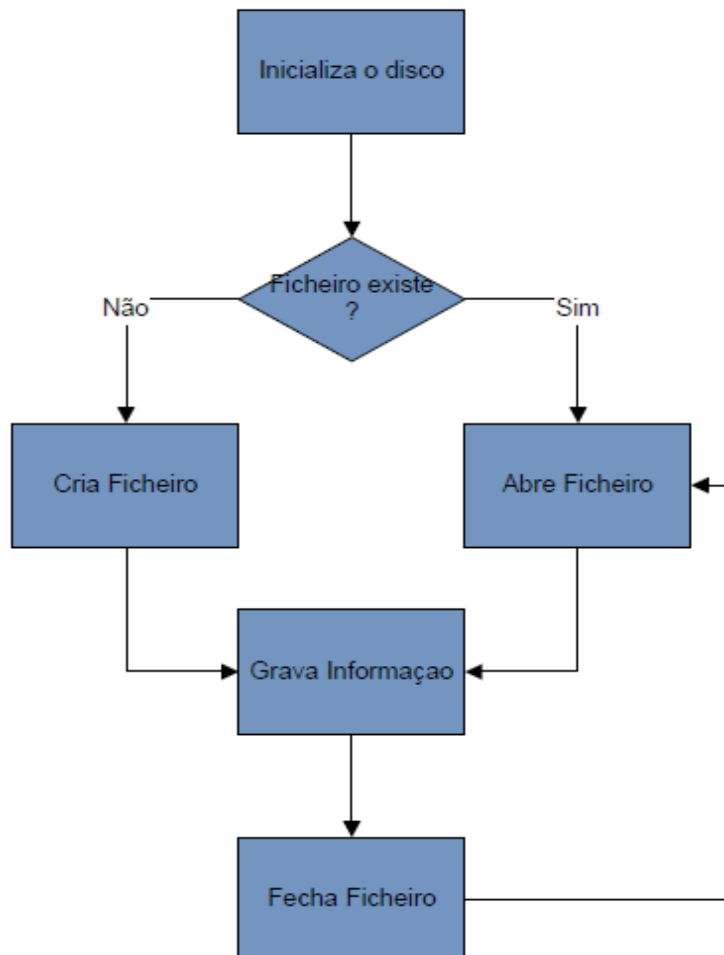 Inicializa o disco
Ficheiro existe
?
Não
Sim
Cria Ficheiro
Abre Ficheiro
Grava Informaçao
Fecha Ficheiro